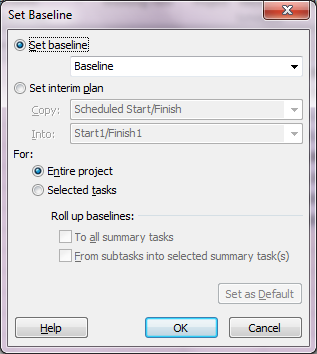 Set Baseline
Set baseline
Baseline
Set interim plan
Copy: Scheduled Start/Finish
Into: Start1/Finish1
For:
Entire project
Selected tasks
Roll up baselines:
To all summary tasks
From subtasks into selected summary task(s)
Set as Default
Help OK Cancel